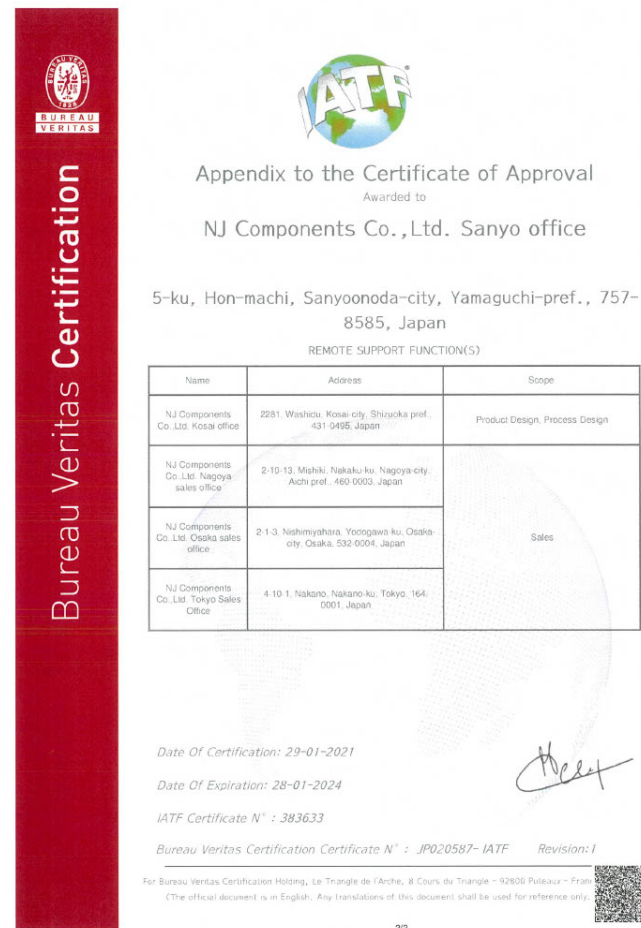 BUREAU VERITAS
1828
BUREAU
VERITAS
Bureau Veritas Certification
IATF
Appendix to the Certificate of Approval
Awarded to
NJ Components Co.,Ltd. Sanyo office
5-ku, Hon-machi, Sanyoonoda-city, Yamaguchi-pref., 757-
8585, Japan
REMOTE SUPPORT FUNCTION(S)
Name Address Scope
NJ Components
Co.,Ltd. Kosai office
2281, Washidu, Kosai-city, Shizuoka pref.,
431-0495, Japan
Product Design, Process Design
NJ Components
Co.,Ltd. Nagoya
sales office
2-10-13, Mishiki, Nakaku-ku, Nagoya-city,
Aichi pref., 460-0003, Japan
NJ Components
Co.,Ltd. Osaka sales
office
2-1-3, Nishimiyahara, Yodogawa-ku, Osaka-
city, Osaka, 532-0004, Japan
Sales
NJ Components
Co.,Ltd. Tokyo Sales
Office
4-10-1, Nakano, Nakano-ku, Tokyo, 164-
0001, Japan
Date Of Certification: 29-01-2021
Date Of Expiration: 28-01-2024
IATF Certificate N° : 383633
Bureau Veritas Certification Certificate N° : JP020587- IATF Revision:1
For Bureau Veritas Certification Holding, Le Triangle de l'Arche, 8 Cours du Triangle - 92800 Puteaux - Fran
(The official document is in English. Any translations of this document shall be used for reference only.